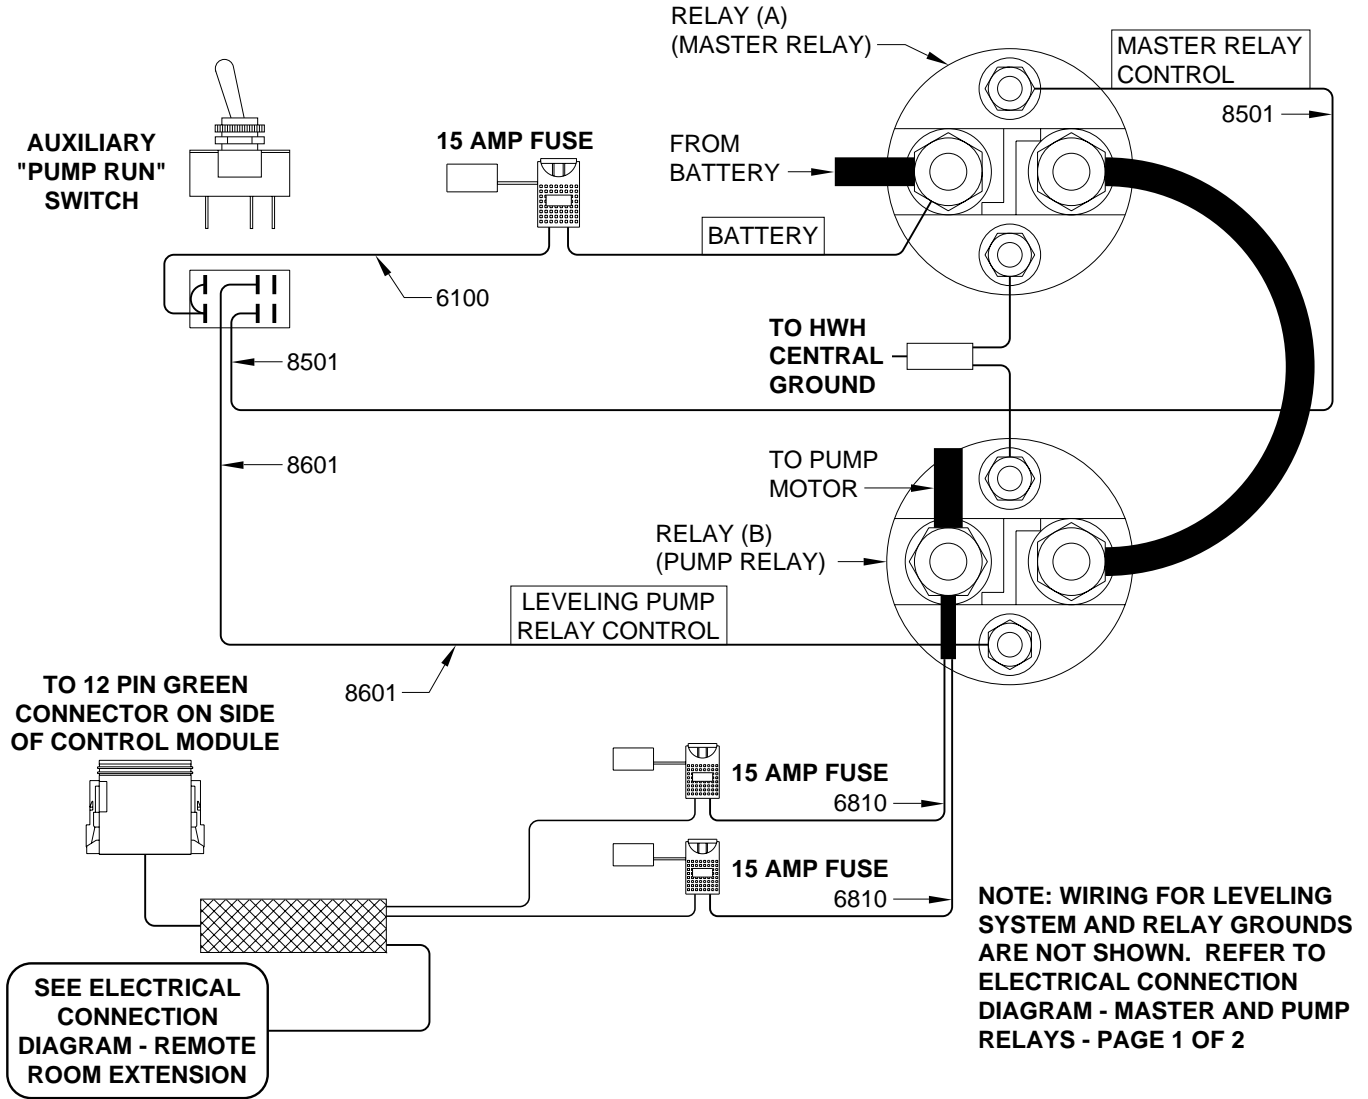 RELAY (A)
(MASTER RELAY)
MASTER RELAY
CONTROL
8501
AUXILIARY
"PUMP RUN"
SWITCH
15 AMP FUSE
FROM
BATTERY
BATTERY
6100
TO HWH
CENTRAL
GROUND
8501
8601
TO PUMP
MOTOR
RELAY (B)
(PUMP RELAY)
LEVELING PUMP
RELAY CONTROL
8601
TO 12 PIN GREEN
CONNECTOR ON SIDE
OF CONTROL MODULE
15 AMP FUSE
6810
15 AMP FUSE
6810
NOTE: WIRING FOR LEVELING
SYSTEM AND RELAY GROUNDS
ARE NOT SHOWN.  REFER TO
ELECTRICAL CONNECTION
DIAGRAM - MASTER AND PUMP
RELAYS - PAGE 1 OF 2
SEE ELECTRICAL
CONNECTION
DIAGRAM - REMOTE
ROOM EXTENSION